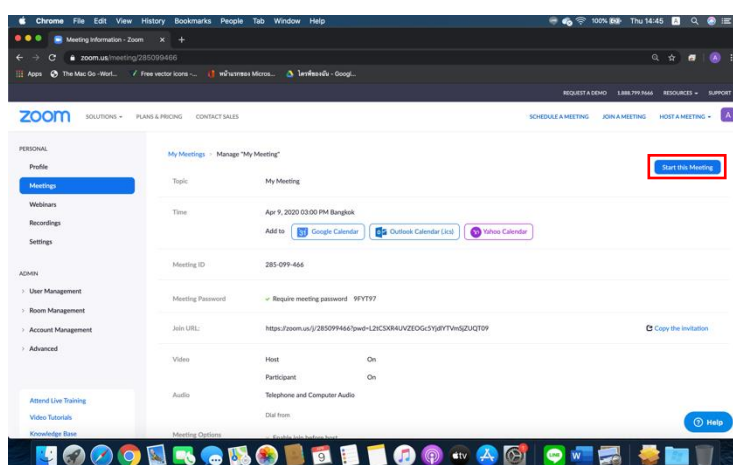 Chrome File Edit View History Bookmarks People Tab Window Help 100% Thu 14:45
Meeting Information - Zoom
zoom.us/meeting/285099466
Apps The Mac Go -Worl... Free vector icons -... หน้าแรกของ Micros... ไดรฟ์ของฉัน - Googl...
REQUEST A DEMO 1.888.799.9666 RESOURCES SUPPORT
zoom SOLUTIONS PLANS & PRICING CONTACT SALES SCHEDULE A MEETING JOIN A MEETING HOST A MEETING A
PERSONAL
Profile
Meetings
Webinars
Recordings
Settings
ADMIN
User Management
Room Management
Account Management
Advanced
Attend Live Training
Video Tutorials
Knowledge Base
My Meetings > Manage "My Meeting"
Start this Meeting
Topic My Meeting
Time Apr 9, 2020 03:00 PM Bangkok
Add to Google Calendar Outlook Calendar (.ics) Yahoo Calendar
Meeting ID 285-099-466
Meeting Password Require meeting password 9FYT97
Join URL: Copy the invitation
Video Host On
Participant On
Audio Telephone and Computer Audio
Dial from
Meeting Options Enable join before host
Help